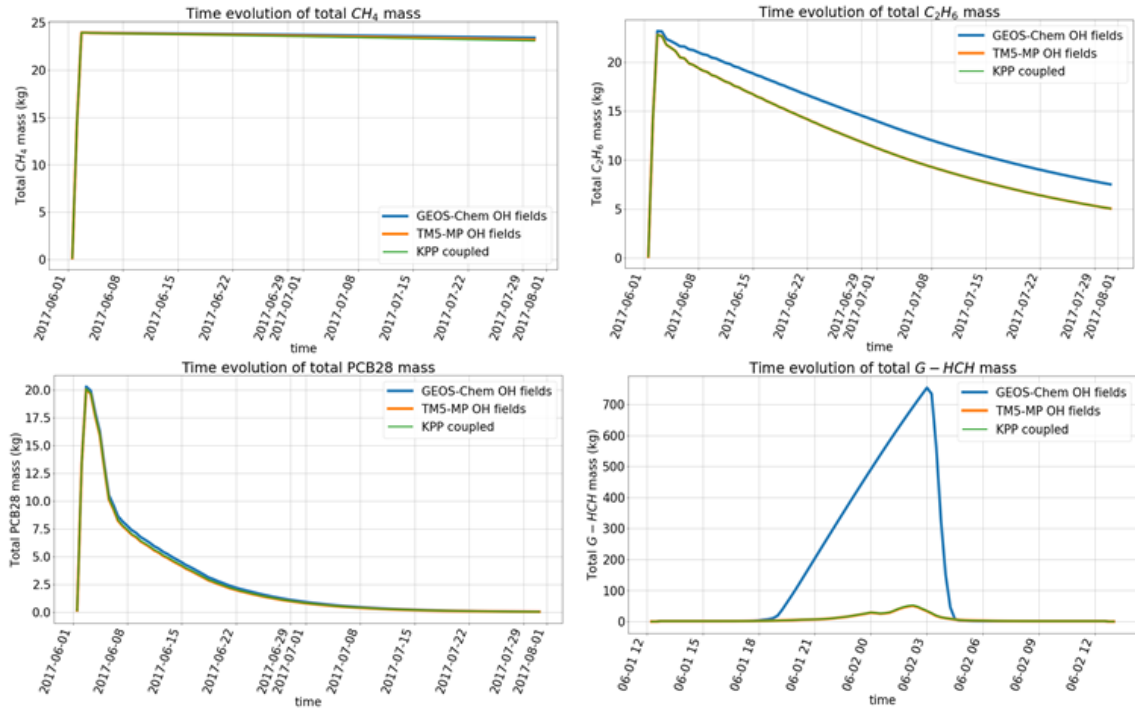 Time evolution of total CH₄ mass
Total CH₄ mass (kg)
25
20
15
10
5
0
GEOS-Chem OH fields
TM5-MP OH fields
KPP coupled
2017-06-01
2017-06-08
2017-06-15
2017-06-22
2017-06-29
2017-07-01
2017-07-08
2017-07-15
2017-07-22
2017-07-29
2017-08-01
time
Time evolution of total C₂H₆ mass
Total C₂H₆ mass (kg)
20
15
10
5
0
GEOS-Chem OH fields
TM5-MP OH fields
KPP coupled
2017-06-01
2017-06-08
2017-06-15
2017-06-22
2017-06-29
2017-07-01
2017-07-08
2017-07-15
2017-07-22
2017-07-29
2017-08-01
time
Time evolution of total PCB28 mass
Total PCB28 mass (kg)
20.0
17.5
15.0
12.5
10.0
7.5
5.0
2.5
0.0
GEOS-Chem OH fields
TM5-MP OH fields
KPP coupled
2017-06-01
2017-06-08
2017-06-15
2017-06-22
2017-06-29
2017-07-01
2017-07-08
2017-07-15
2017-07-22
2017-07-29
2017-08-01
time
Time evolution of total G − HCH mass
Total G − HCH mass (kg)
700
600
500
400
300
200
100
0
GEOS-Chem OH fields
TM5-MP OH fields
KPP coupled
06-01 12
06-01 15
06-01 18
06-01 21
06-02 00
06-02 03
06-02 06
06-02 09
06-02 12
time